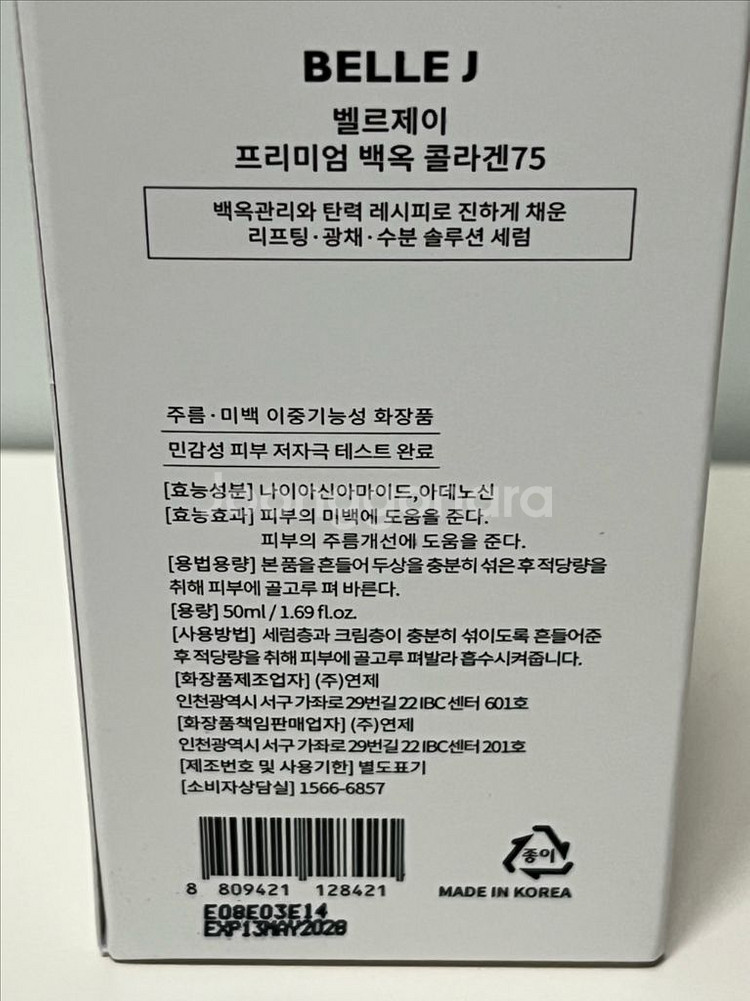 BELLE J
벨르제이
프리미엄 백옥 콜라겐75
백옥관리와 탄력 레시피로 진하게 채운
리프팅·광채·수분 솔루션 세럼
주름·미백 이중기능성 화장품
민감성 피부 저자극 테스트 완료
[효능성분] 나이아신아마이드,아데노신
[효능효과] 피부의 미백에 도움을 준다.
피부의 주름개선에 도움을 준다.
[용법용량] 본품을 흔들어 두상을 충분히 섞은 후 적당량을
취해 피부에 골고루 펴 바른다.
[용량] 50ml / 1.69 fl.oz.
[사용방법] 세럼층과 크림층이 충분히 섞이도록 흔들어준
후 적당량을 취해 피부에 골고루 펴발라 흡수시켜줍니다.
[화장품제조업자] (주)연제
인천광역시 서구 가좌로 29번길 22 IBC 센터 601호
[화장품책임판매업자] (주)연제
인천광역시 서구 가좌로 29번길 22 IBC센터 201호
[제조번호 및 사용기한] 별도표기
[소비자상담실] 1566-6857
종이
8 809421 128421
MADE IN KOREA
E08E03E14
EXP13MAY2028
Joonggonara